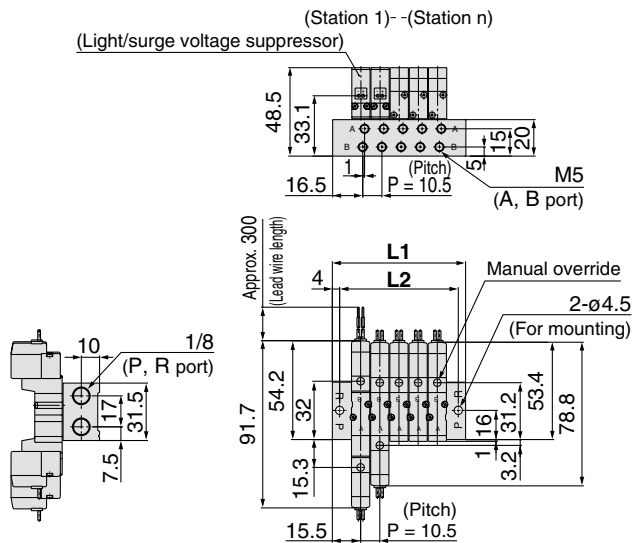 (Station 1)- -(Station n)
(Light/surge voltage suppressor)
48.5
33.1
A
A
B
B
15
20
5
1
(Pitch)
16.5
P = 10.5
M5
(A, B port)
Approx. 300
(Lead wire length)
L1
Manual override
4
L2
2-ø4.5
(For mounting)
10
1/8
(P, R port)
17
31.5
7.5
91.7
54.2
32
15.3
R
P
B B B B B
A A A A A
R
P
16
1
31.2
3.2
53.4
78.8
(Pitch)
15.5
P = 10.5